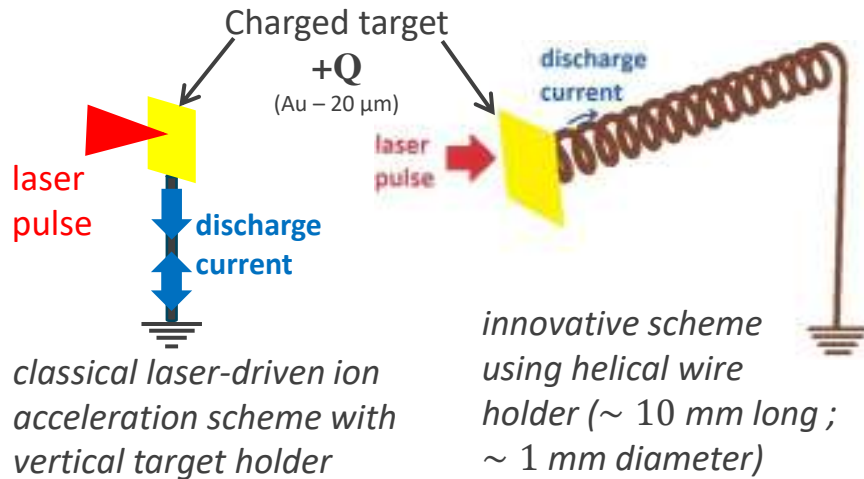 Charged target
+Q
(Au – 20 μm)
laser
pulse
discharge
current
classical laser-driven ion
acceleration scheme with
vertical target holder
discharge
current
laser
pulse
innovative scheme
using helical wire
holder (~ 10 mm long ;
~ 1 mm diameter)